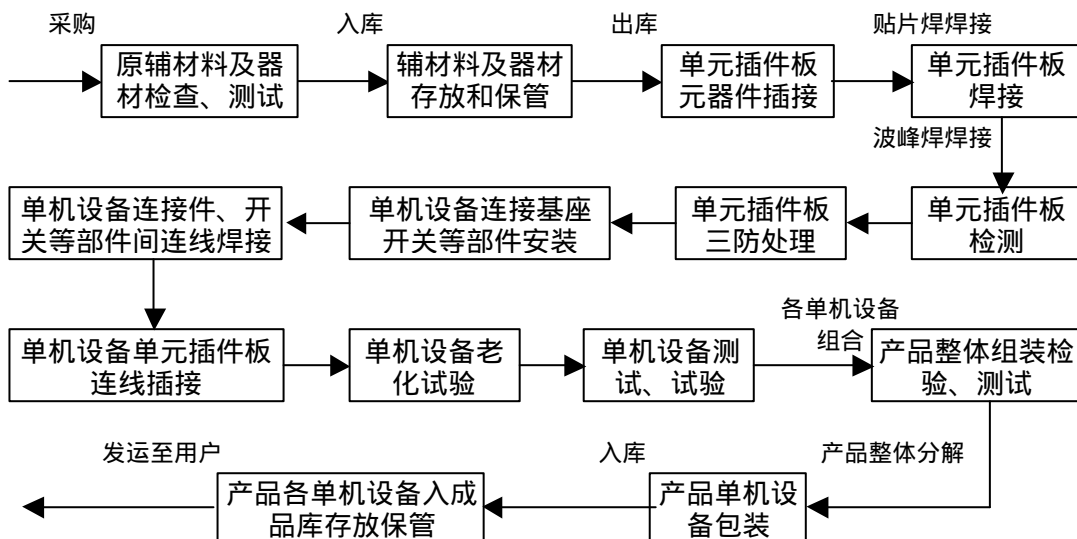 采购
原辅材料及器
材检查、测试
入库
辅材料及器材
存放和保管
出库
单元插件板
元器件插接
贴片焊焊接
单元插件板
焊接
波峰焊焊接
单元插件板
检测
单元插件板
三防处理
单机设备连接基座
开关等部件安装
单机设备连接件、开
关等部件间连线焊接
单机设备单元插件板
连线插接
单机设备老
化试验
单机设备测
试、试验
各单机设备
组合
产品整体组装检
验、测试
产品整体分解
产品单机设
备包装
入库
产品各单机设备入成
品库存放保管
发运至用户